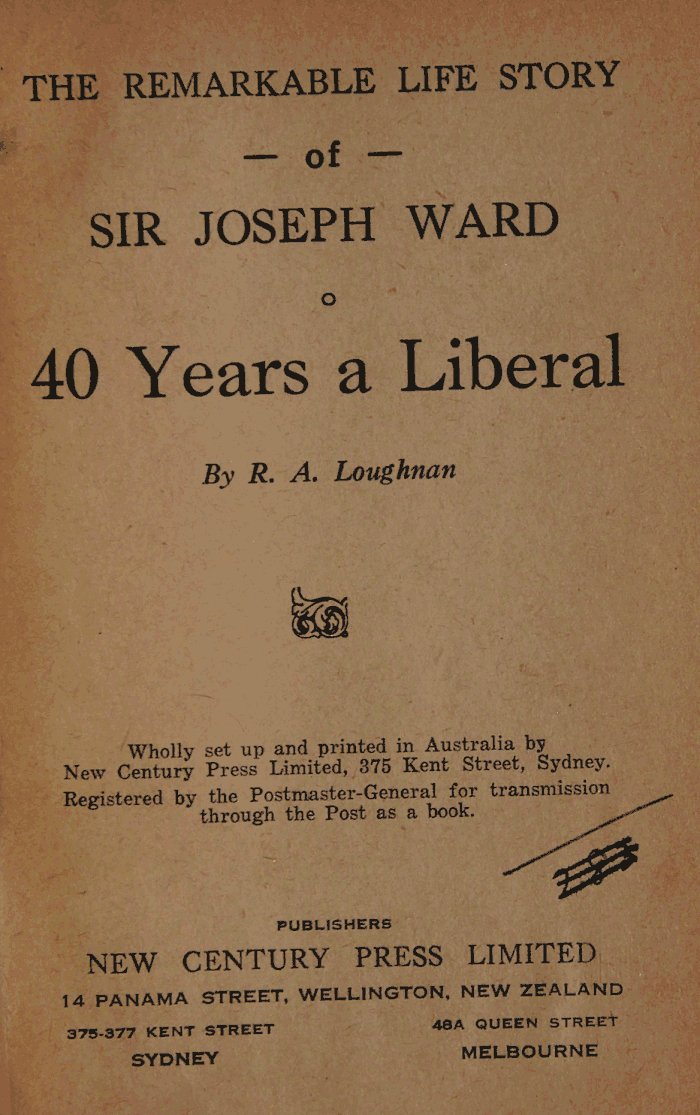 THE REMARKABLE LIFE STORY
— of —
SIR JOSEPH WARD
o
40 Years a Liberal
By R. A. Loughnan
Wholly set up and printed in Australia by
New Century Press Limited, 375 Kent Street, Sydney.
Registered by the Postmaster-General for transmission
through the Post as a book.
PUBLISHERS
NEW CENTURY PRESS LIMITED
14 PANAMA STREET, WELLINGTON, NEW ZEALAND
375-377 KENT STREET 48A QUEEN STREET
SYDNEY MELBOURNE